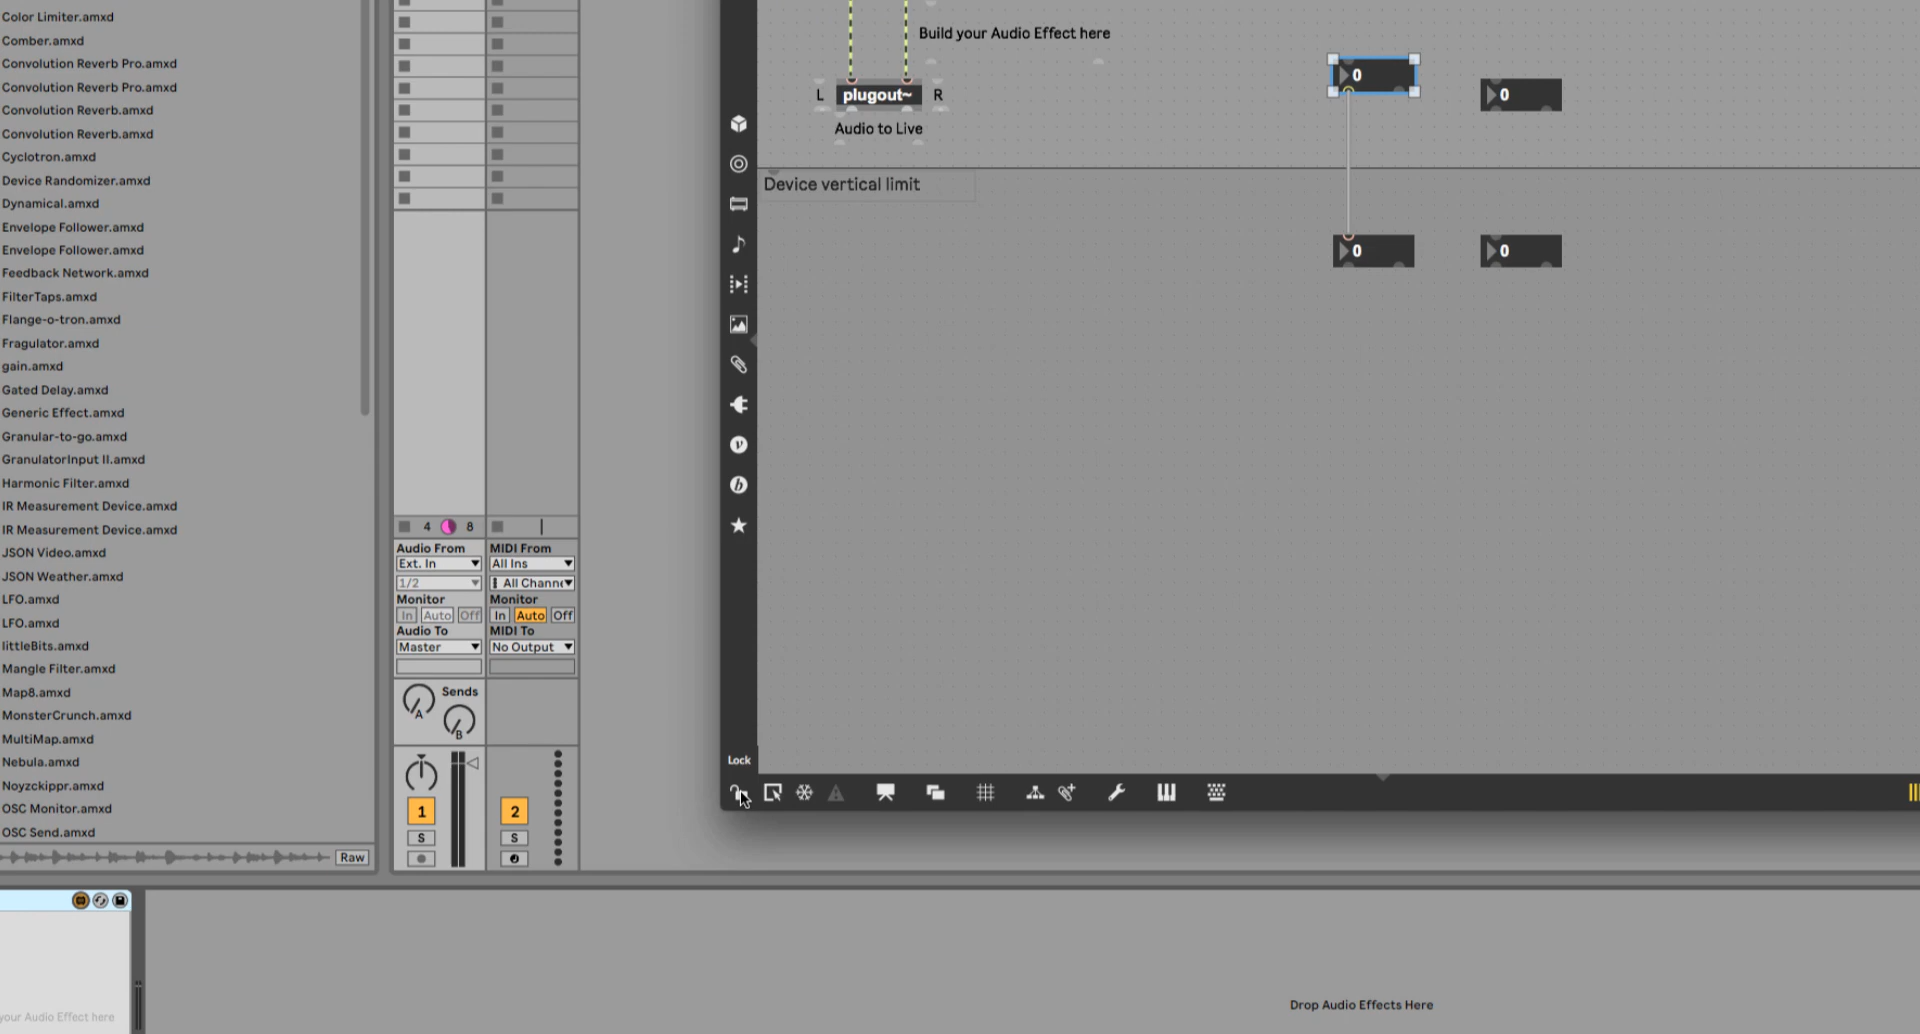 Color Limiter.amxd
Comber.amxd
Convolution Reverb Pro.amxd
Convolution Reverb Pro.amxd
Convolution Reverb.amxd
Convolution Reverb.amxd
Cyclotron.amxd
Device Randomizer.amxd
Dynamical.amxd
Envelope Follower.amxd
Envelope Follower.amxd
Feedback Network.amxd
FilterTaps.amxd
Flange-o-tron.amxd
Fragulator.amxd
gain.amxd
Gated Delay.amxd
Generic Effect.amxd
Granular-to-go.amxd
GranulatorInput II.amxd
Harmonic Filter.amxd
IR Measurement Device.amxd
IR Measurement Device.amxd
JSON Video.amxd
JSON Weather.amxd
LFO.amxd
LFO.amxd
littleBits.amxd
Mangle Filter.amxd
Map8.amxd
MonsterCrunch.amxd
MultiMap.amxd
Nebula.amxd
Noyzckippr.amxd
OSC Monitor.amxd
OSC Send.amxd
Raw
4 8
Audio From MIDI From
Ext. In All Ins
1/2 All Chann
Monitor Monitor
In Auto Off In Auto Off
Audio To MIDI To
Master No Output
Sends
A
B
1 2
S S
Build your Audio Effect here
L plugout~ R
Audio to Live
0 0
Device vertical limit
0 0
Lock
your Audio Effect here
Drop Audio Effects Here